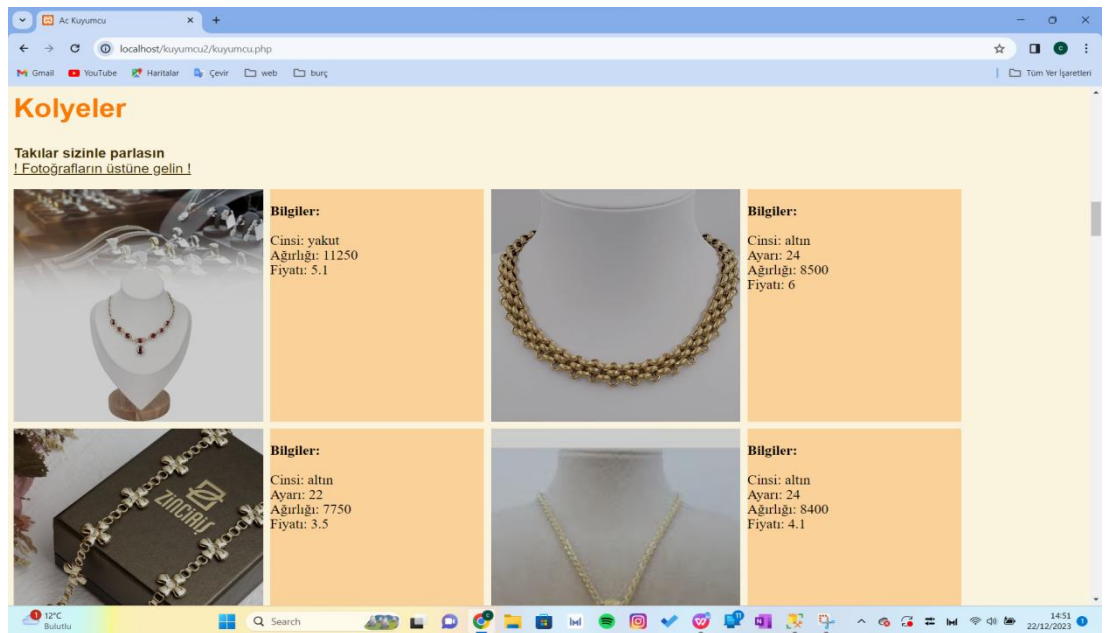 Ac Kuyumcu
localhost/kuyumcu2/kuyumcu.php
Gmail YouTube Haritalar Çevir web burç Tüm Yer İşaretleri
Kolyeler
Takılar sizinle parlasın
! Fotoğrafların üstüne gelin !
Bilgiler:
Cinsi: yakut
Ağırlığı: 11250
Fiyatı: 5.1
Bilgiler:
Cinsi: altın
Ayarı: 24
Ağırlığı: 8500
Fiyatı: 6
ZINCIRIS
Bilgiler:
Cinsi: altın
Ayarı: 22
Ağırlığı: 7750
Fiyatı: 3.5
Bilgiler:
Cinsi: altın
Ayarı: 24
Ağırlığı: 8400
Fiyatı: 4.1
1 12°C
Bulutlu
Search
14:51
22/12/2023 1